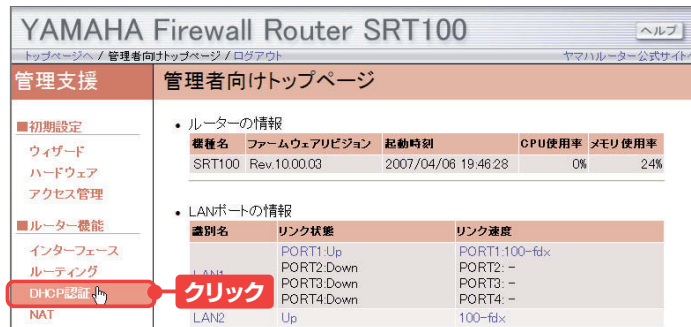 YAMAHA Firewall Router SRT100
ヘルプ
トップページへ / 管理者向けトップページ / ログアウト
ヤマハルーター公式サイトへ
管理支援
管理者向けトップページ
■初期設定
ウィザード
ハードウェア
アクセス管理
■ルーター機能
インターフェース
ルーティング
DHCP認証
NAT
• ルーターの情報
機種名 ファームウェアリビジョン 起動時刻 CPU使用率 メモリ使用率
SRT100 Rev.10.00.03 2007/04/06 19:46:28 0% 24%
• LANポートの情報
識別名 リンク状態 リンク速度
LAN1
PORT1:Up PORT1:100-fdx
PORT2:Down PORT2: -
PORT3:Down PORT3: -
PORT4:Down PORT4: -
LAN2 Up 100-fdx
クリック